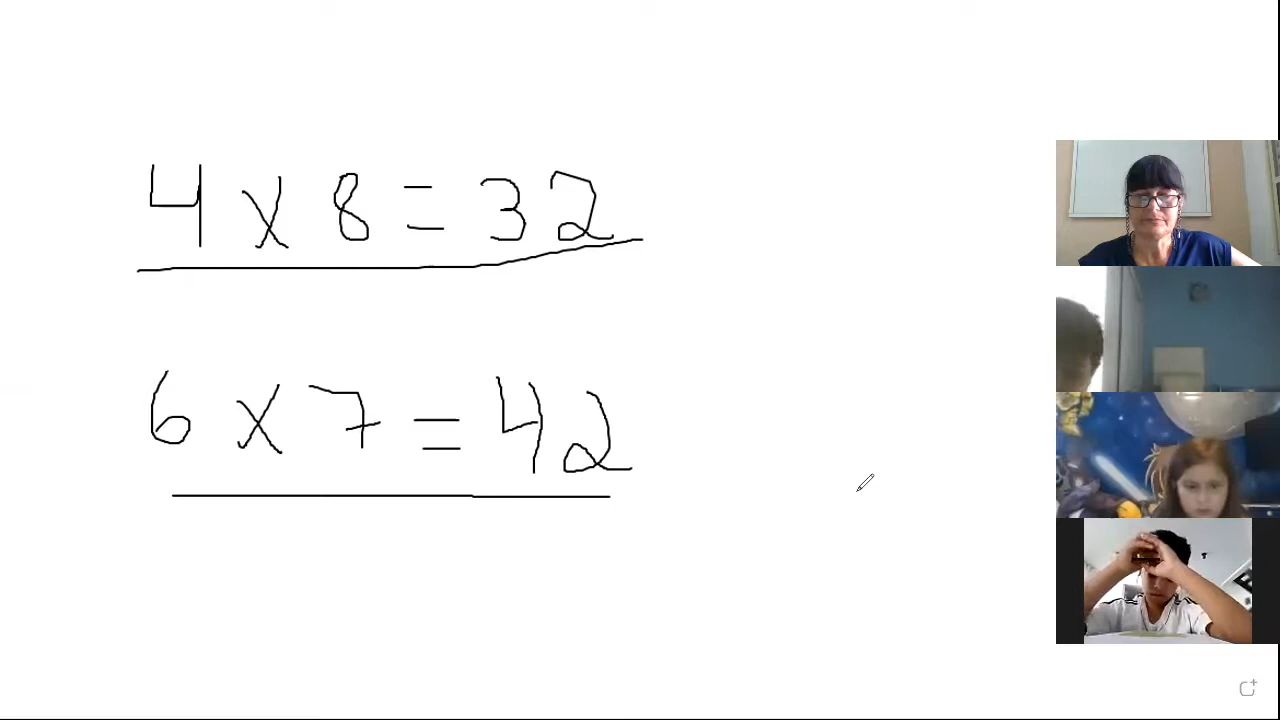 4 x 8 = 32
6 x 7 = 42